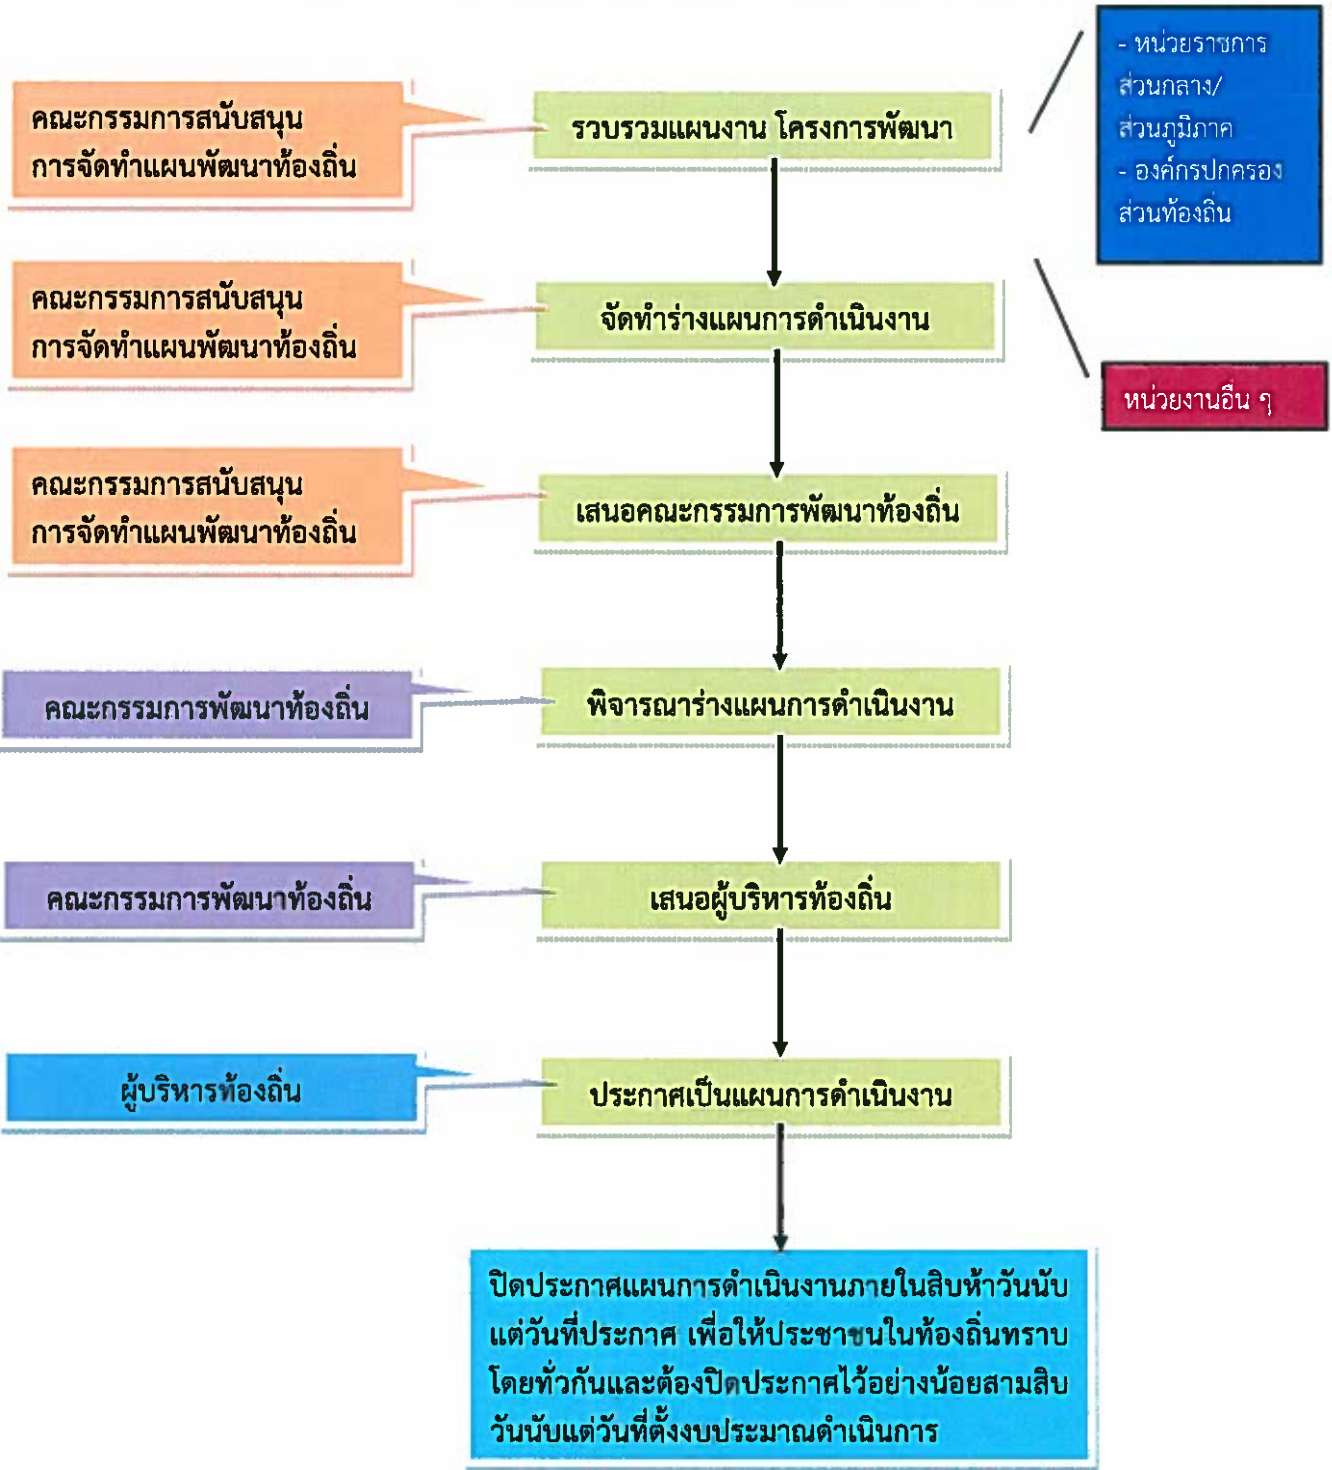 - หน่วยราชการ
ส่วนกลาง/
ส่วนภูมิภาค
- องค์กรปกครอง
ส่วนท้องถิ่น
คณะกรรมการสนับสนุน
การจัดทำแผนพัฒนาท้องถิ่น
รวบรวมแผนงาน โครงการพัฒนา
คณะกรรมการสนับสนุน
การจัดทำแผนพัฒนาท้องถิ่น
จัดทำร่างแผนการดำเนินงาน
หน่วยงานอื่น ๆ
คณะกรรมการสนับสนุน
การจัดทำแผนพัฒนาท้องถิ่น
เสนอคณะกรรมการพัฒนาท้องถิ่น
คณะกรรมการพัฒนาท้องถิ่น
พิจารณาร่างแผนการดำเนินงาน
คณะกรรมการพัฒนาท้องถิ่น
เสนอผู้บริหารท้องถิ่น
ผู้บริหารท้องถิ่น
ประกาศเป็นแผนการดำเนินงาน
ปิดประกาศแผนการดำเนินงานภายในสิบห้าวันนับ
แต่วันที่ประกาศ เพื่อให้ประชาชนในท้องถิ่นทราบ
โดยทั่วกันและต้องปิดประกาศไว้อย่างน้อยสามสิบ
วันนับแต่วันที่ตั้งงบประมาณดำเนินการ